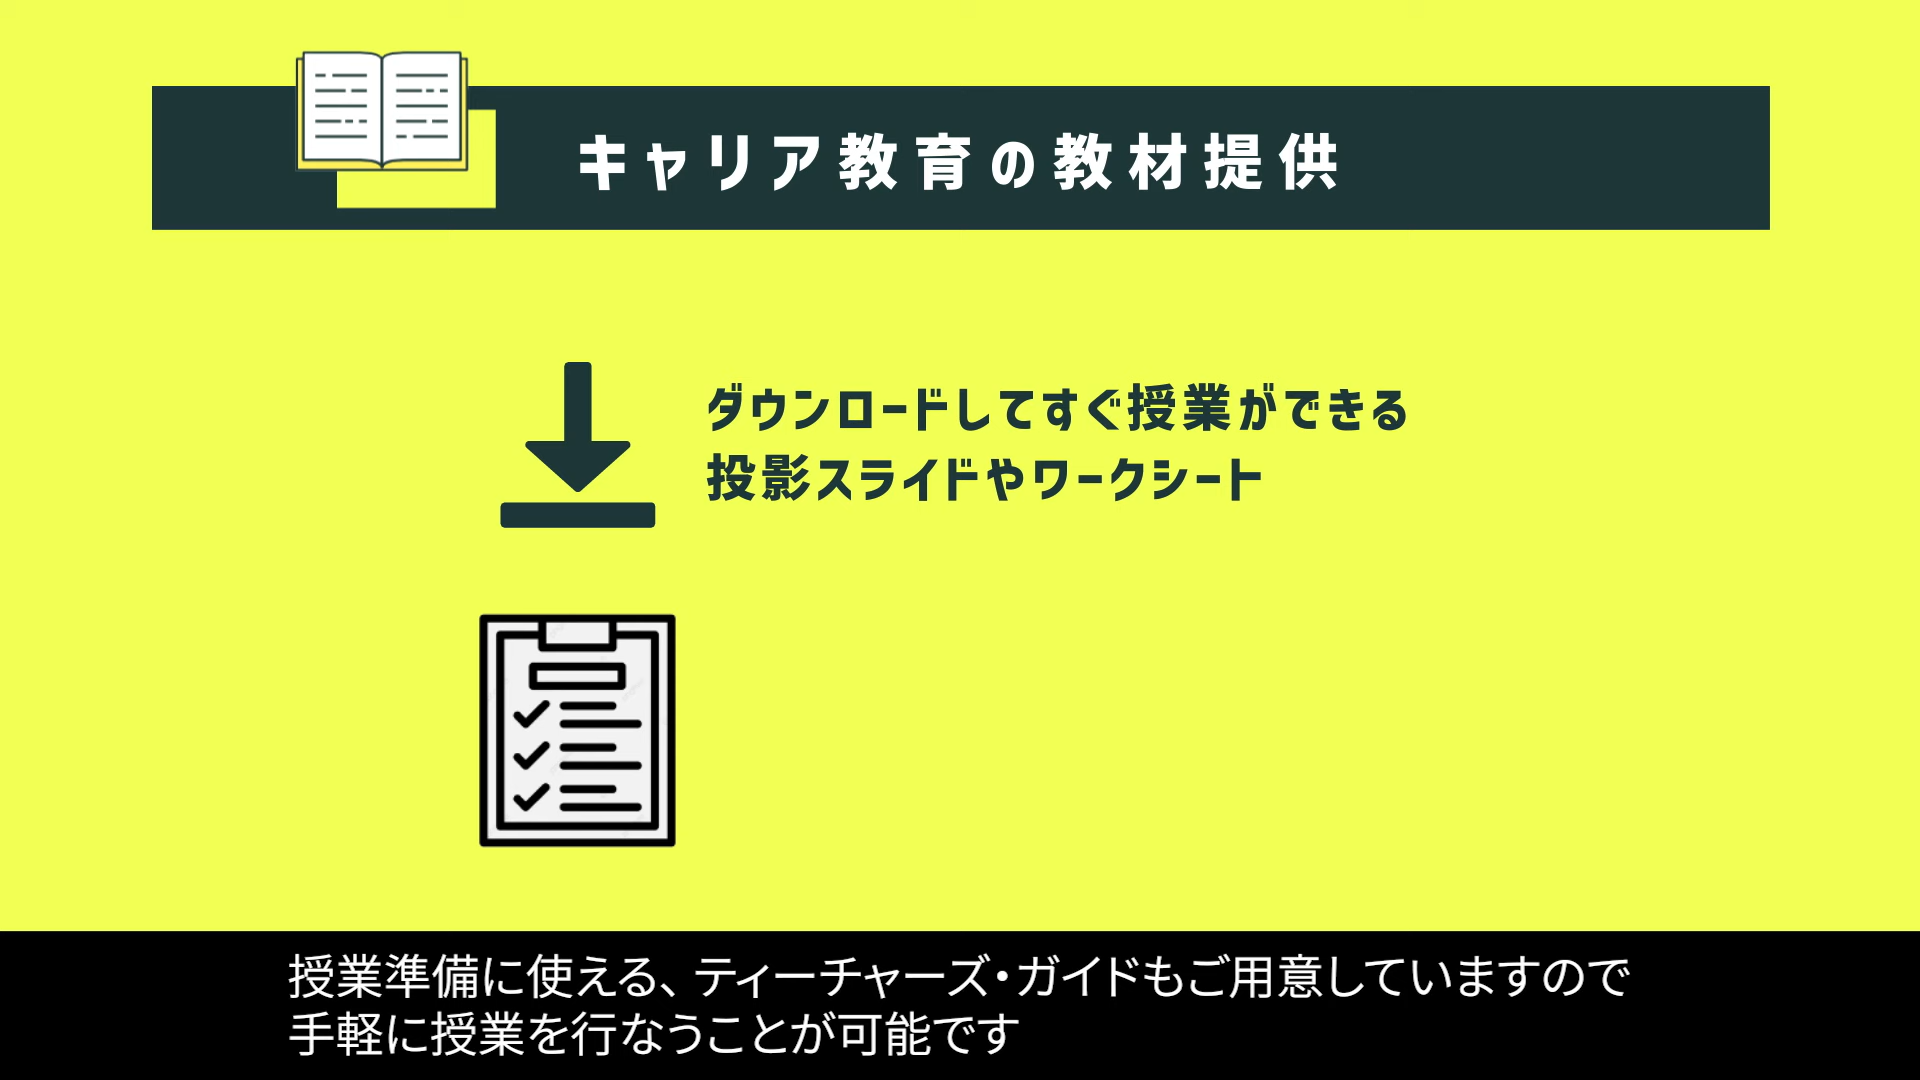 キャリア教育の教材提供
ダウンロードしてすぐ授業ができる
投影スライドやワークシート
授業準備に使える、ティーチャーズ・ガイドもご用意していますので
手軽に授業を行なうことが可能です